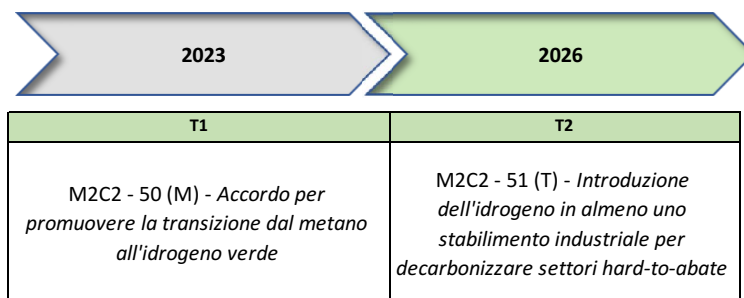 2023
2026
T1
T2
M2C2 - 50 (M) - Accordo per
promuovere la transizione dal metano
all'idrogeno verde
M2C2 - 51 (T) - Introduzione
dell'idrogeno in almeno uno
stabilimento industriale per
decarbonizzare settori hard-to-abate